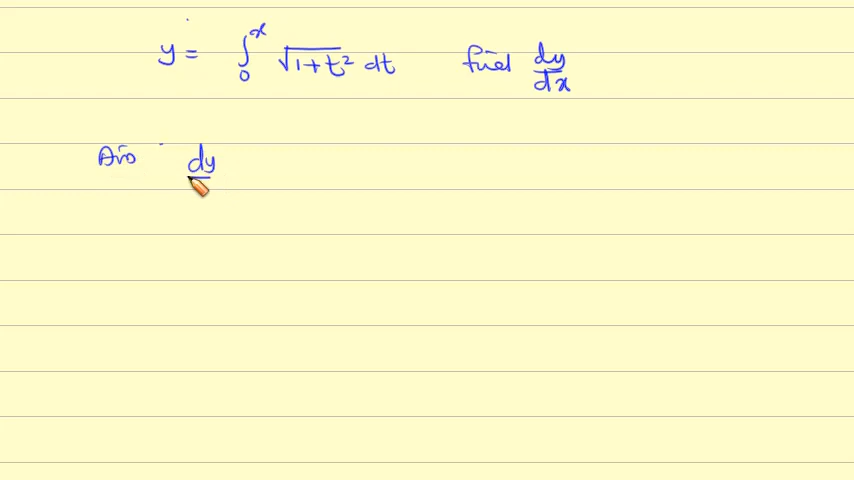 y = ∫₀ˣ √1+t² dt find dy/dx
Ans dy